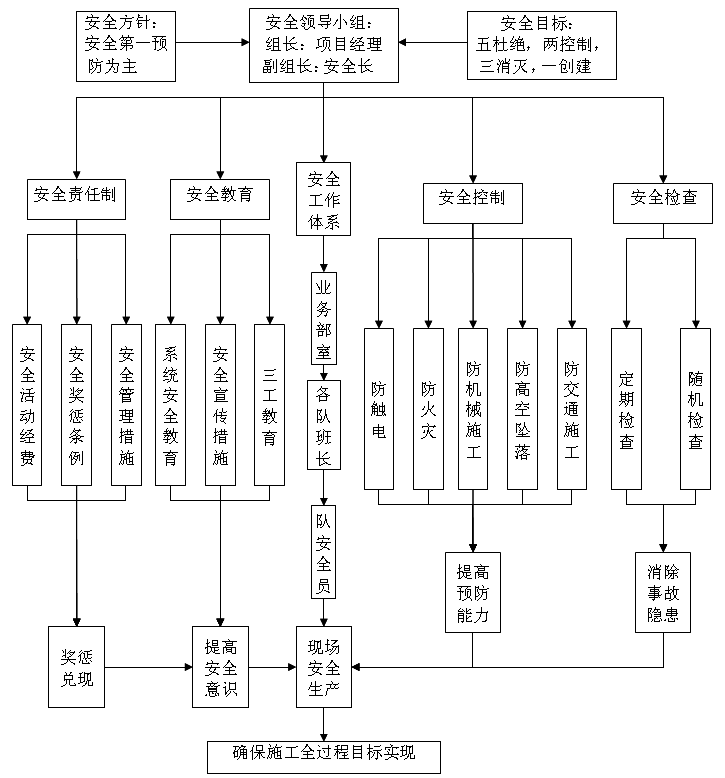 安全方针：
安全第一预
防为主
安全领导小组：
组长：项目经理
副组长：安全长
安全目标：
五杜绝，两控制，
三消灭，一创建
安全责任制
安全教育
安全
工作
体系
安全控制
安全检查
业务部室
安全活动经费
安全奖惩条例
安全管理措施
系统安全教育
安全宣传措施
三工教育
各队班长
防触电
防火灾
防机械施工
防高空坠落
防交通施工
定期检查
随机检查
队安全员
提高
预防
能力
消除
事故
隐患
奖惩
兑现
提高
安全
意识
现场
安全
生产
确保施工全过程目标实现